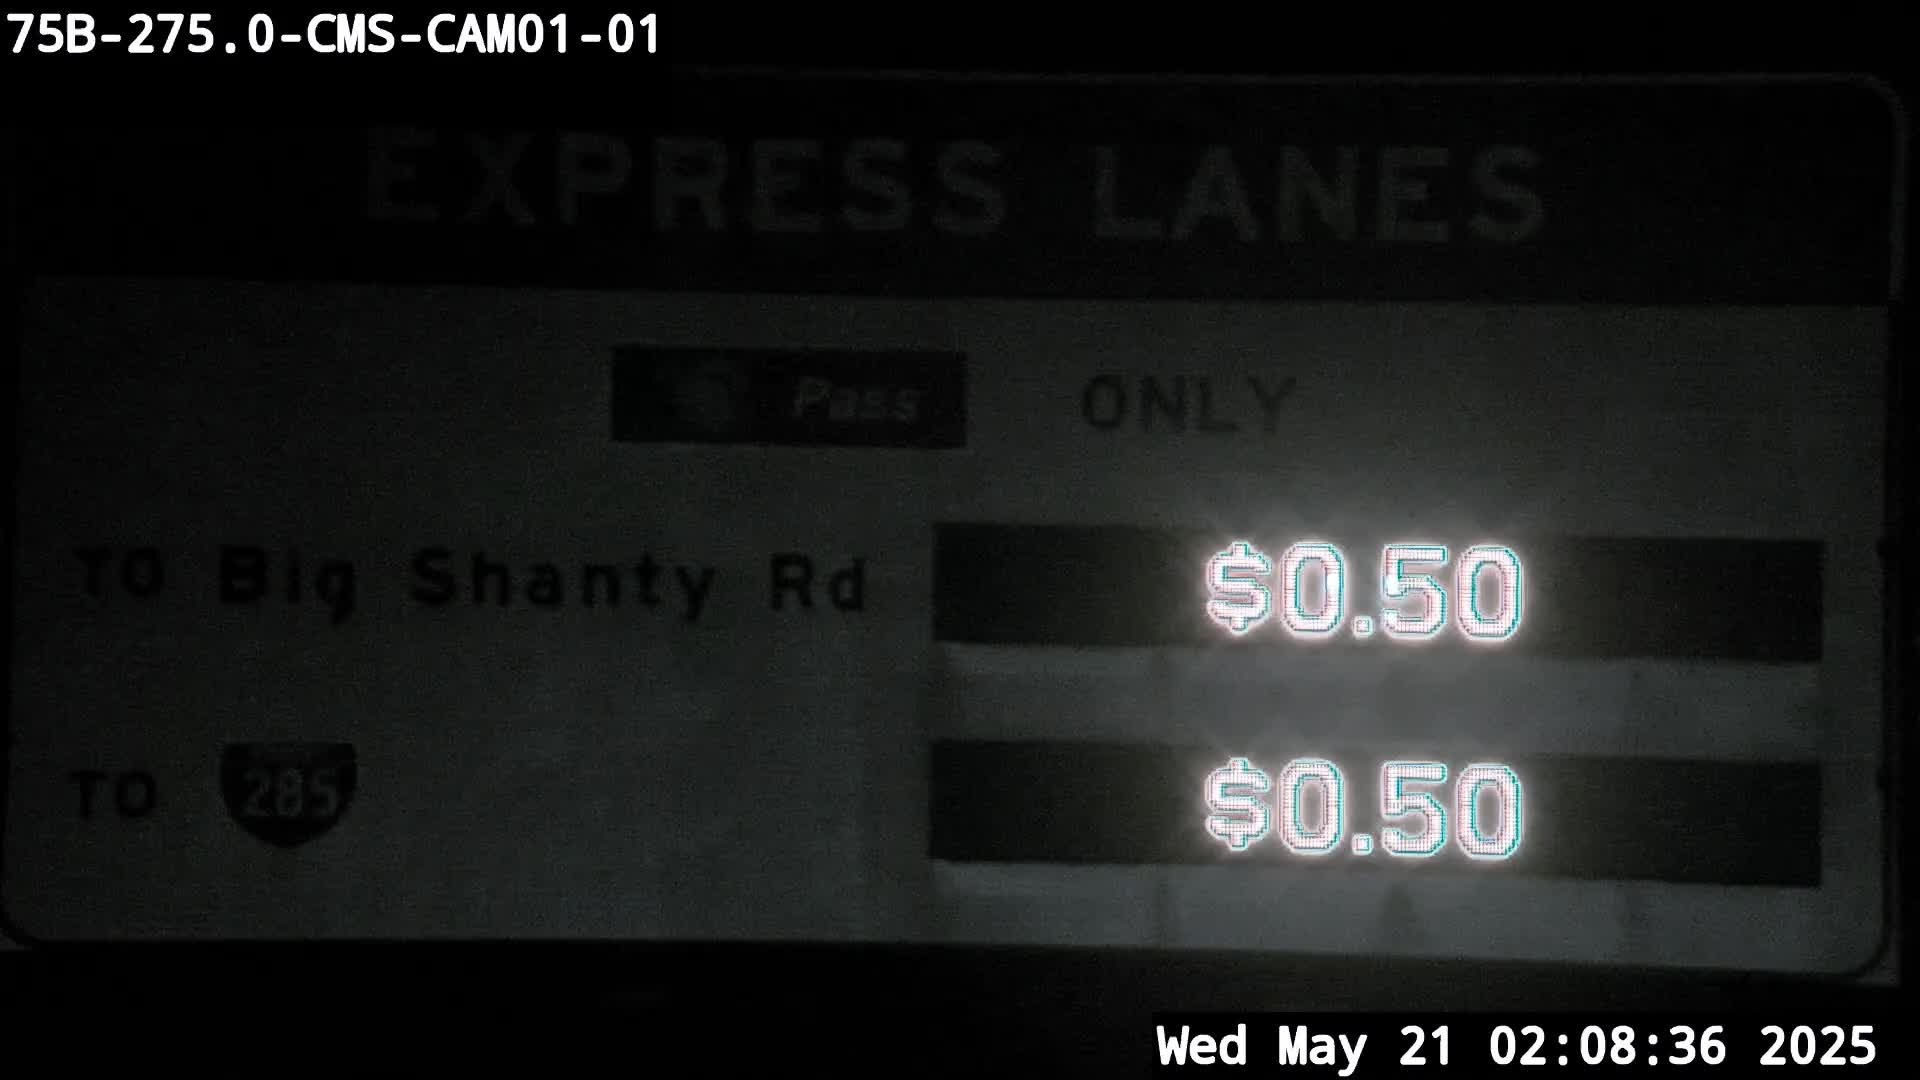 75B-275.0-CMS-CAM01-01
EXPRESS LANES
Pass ONLY
TO Big Shanty Rd $0.50
TO 285 $0.50
Wed May 21 02:08:36 2025